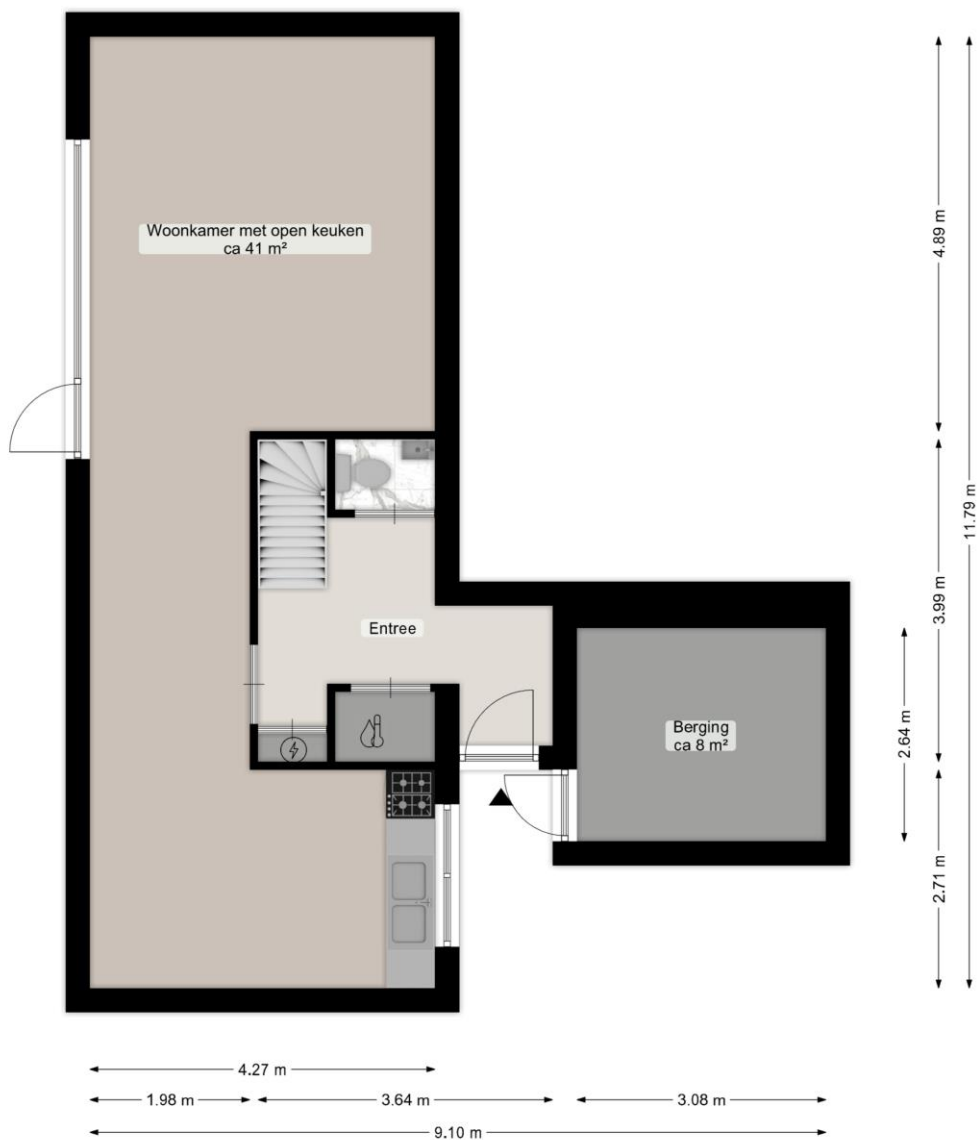 Woonkamer met open keuken
ca 41 m²
Entree
Berging
ca 8 m²
4.89 m
11.79 m
3.99 m
2.64 m
2.71 m
4.27 m
1.98 m
3.64 m
3.08 m
9.10 m